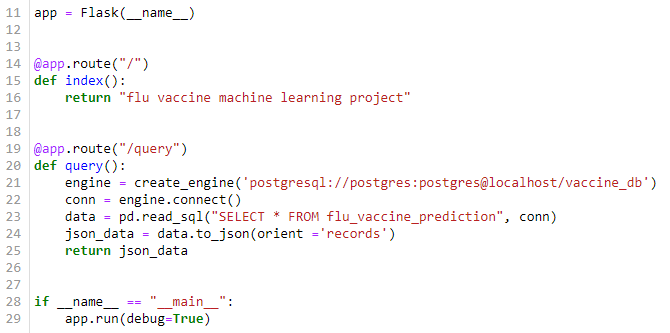 11 app = Flask(__name__)
12
13
14 @app.route("/")
15 def index():
16     return "flu vaccine machine learning project"
17
18
19 @app.route("/query")
20 def query():
21     engine = create_engine('postgresql://postgres:postgres@localhost/vaccine_db')
22     conn = engine.connect()
23     data = pd.read_sql("SELECT * FROM flu_vaccine_prediction", conn)
24     json_data = data.to_json(orient ='records')
25     return json_data
26
27
28 if __name__ == "__main__":
29     app.run(debug=True)